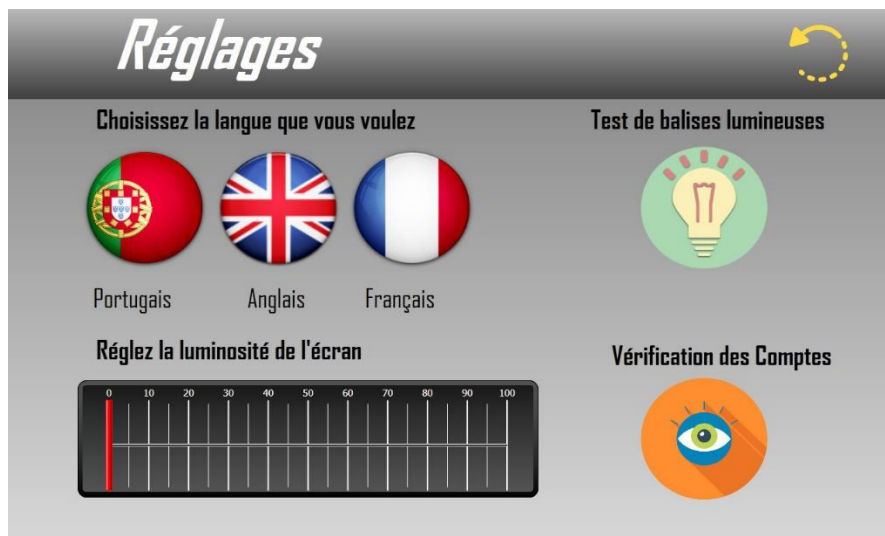 Réglages
Choisissez la langue que vous voulez
Test de balises lumineuses
Portugais Anglais Français
Réglez la luminosité de l'écran
Vérification des Comptes
0 10 20 30 40 50 60 70 80 90 100